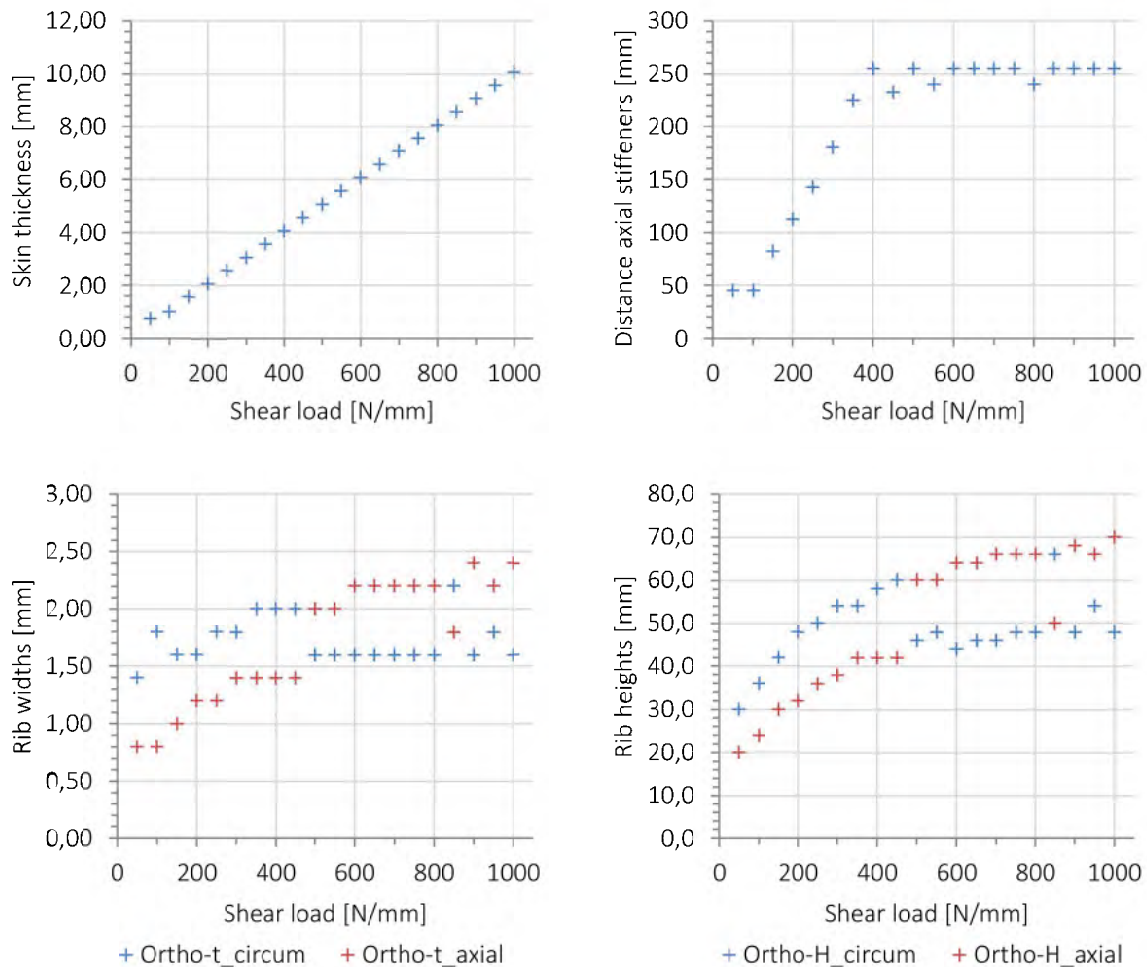 12,00
10,00
8,00
6,00
4,00
2,00
0,00
Skin thickness [mm]
0 200 400 600 800 1000
Shear load [N/mm]
300
250
200
150
100
50
0
Distance axial stiffeners [mm]
0 200 400 600 800 1000
Shear load [N/mm]
3,00
2,50
2,00
1,50
1,00
0,50
0,00
Rib widths [mm]
0 200 400 600 800 1000
Shear load [N/mm]
Ortho-t_circum Ortho-t_axial
80,0
70,0
60,0
50,0
40,0
30,0
20,0
10,0
0,0
Rib heights [mm]
0 200 400 600 800 1000
Shear load [N/mm]
Ortho-H_circum Ortho-H_axial